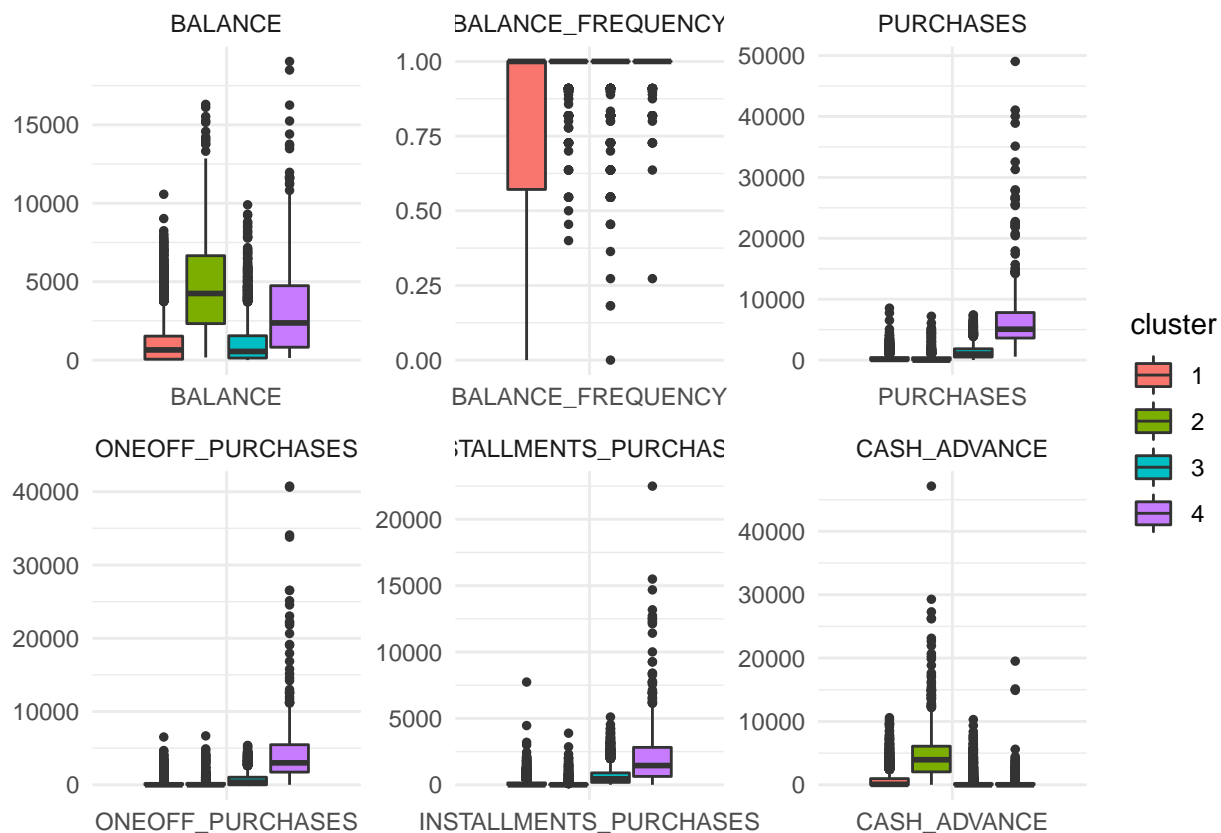 BALANCE
BALANCE_FREQUENCY
PURCHASES
15000
10000
5000
0
BALANCE
1.00
0.75
0.50
0.25
0.00
BALANCE_FREQUENCY
50000
40000
30000
20000
10000
0
PURCHASES
ONEOFF_PURCHASES
STALLMENTS_PURCHAS
CASH_ADVANCE
40000
30000
20000
10000
0
ONEOFF_PURCHASES
20000
15000
10000
5000
0
INSTALLMENTS_PURCHASES
40000
30000
20000
10000
0
CASH_ADVANCE
cluster
1
2
3
4